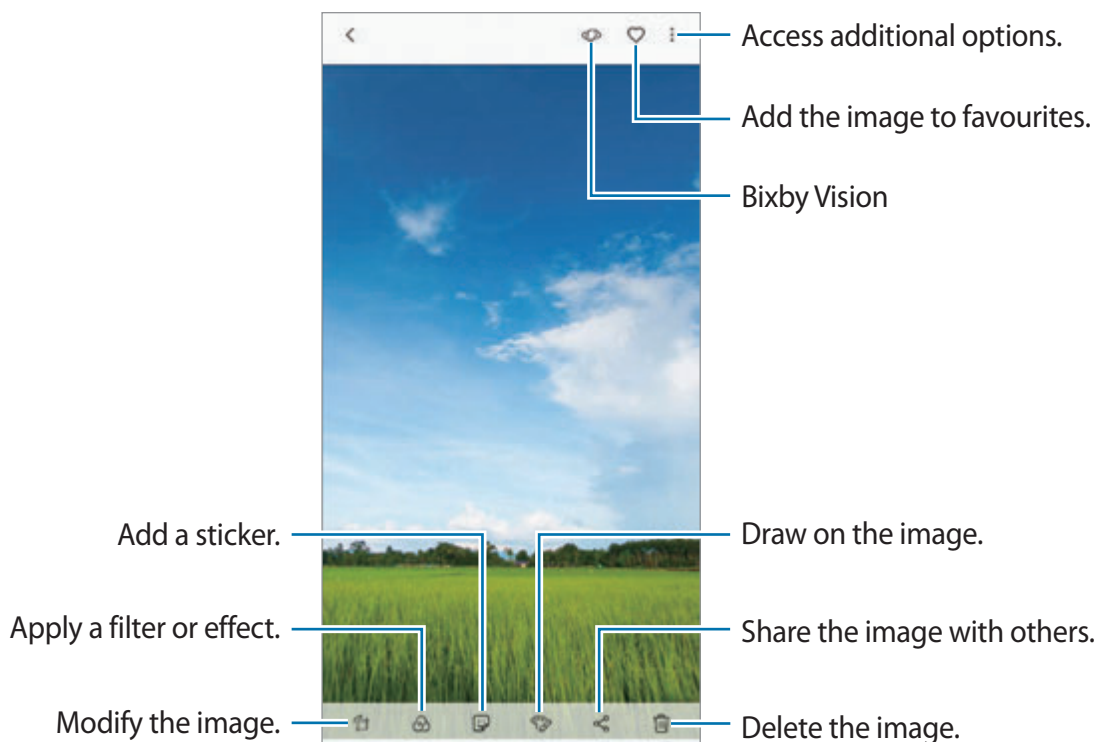 Access additional options.
Add the image to favourites.
Bixby Vision
Add a sticker.
Draw on the image.
Apply a filter or effect.
Share the image with others.
Modify the image.
Delete the image.